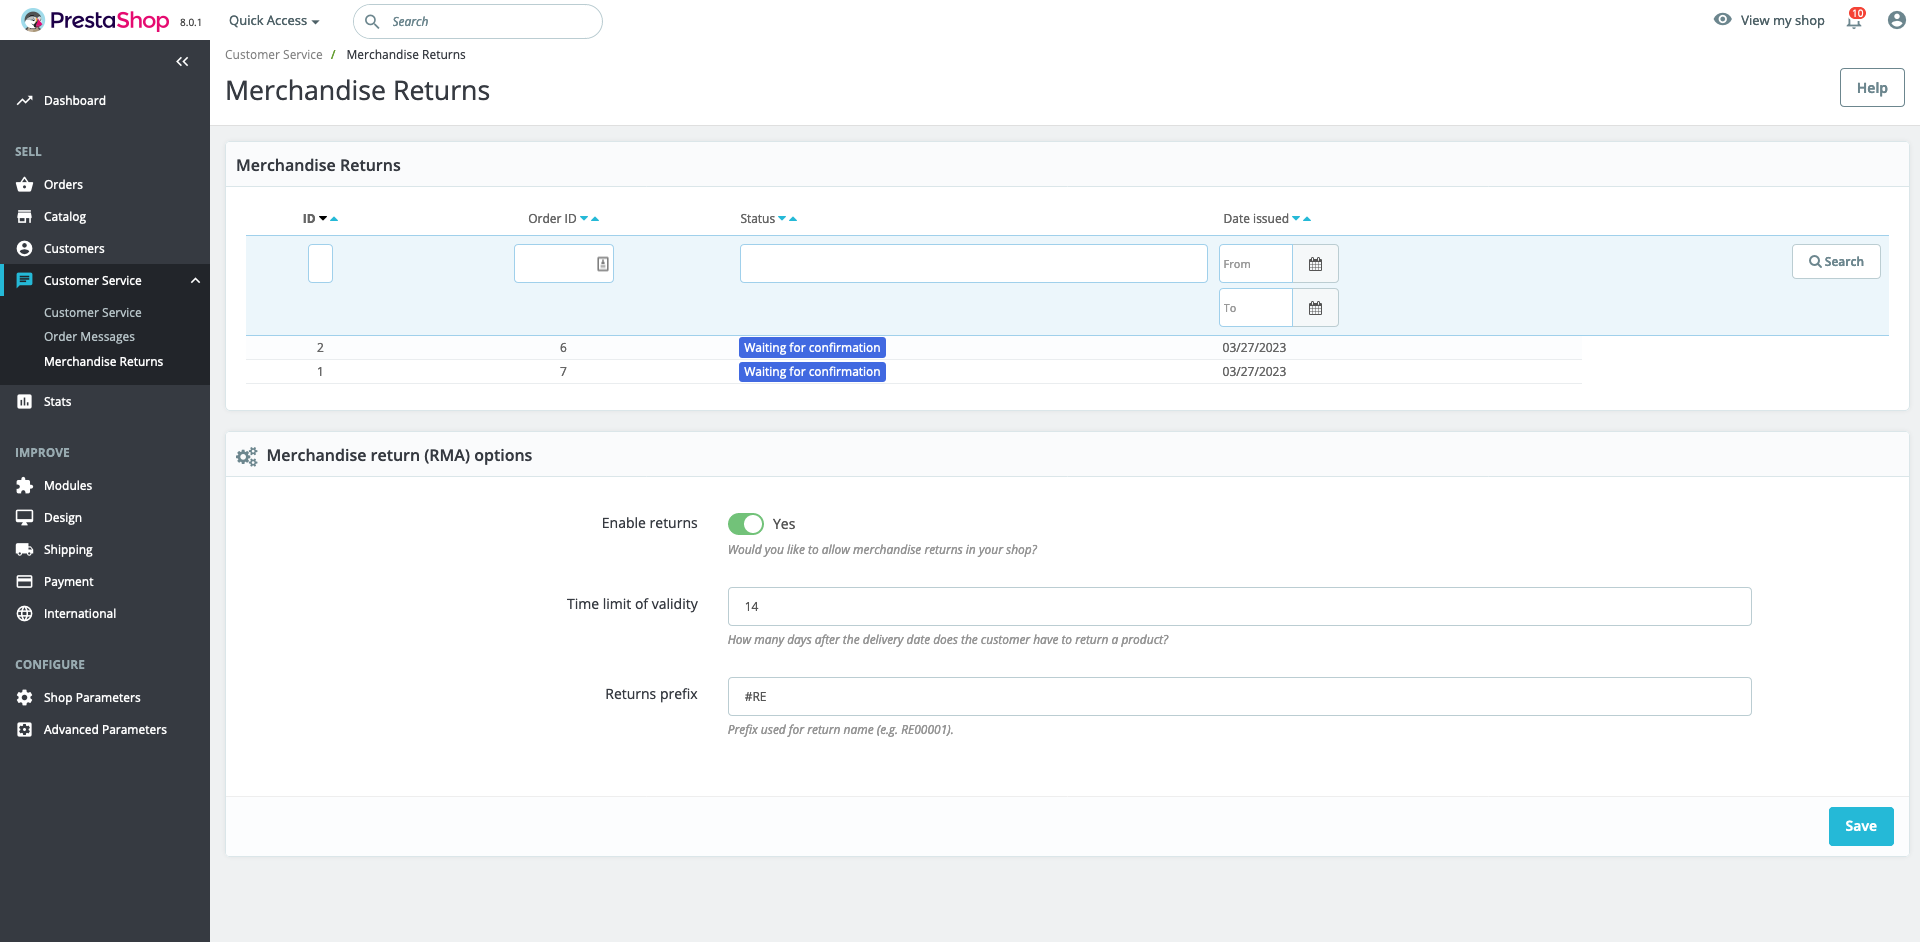 PrestaShop 8.0.1 Quick Access Search View my shop 10
Customer Service / Merchandise Returns
Merchandise Returns
Help
Dashboard
SELL
Orders
Catalog
Customers
Customer Service
Customer Service
Order Messages
Merchandise Returns
Stats
IMPROVE
Modules
Design
Shipping
Payment
International
CONFIGURE
Shop Parameters
Advanced Parameters
Merchandise Returns
ID Order ID Status Date issued
From
To
Search
2 6 Waiting for confirmation 03/27/2023
1 7 Waiting for confirmation 03/27/2023
Merchandise return (RMA) options
Enable returns Yes
Would you like to allow merchandise returns in your shop?
Time limit of validity 14
How many days after the delivery date does the customer have to return a product?
Returns prefix #RE
Prefix used for return name (e.g. RE00001).
Save